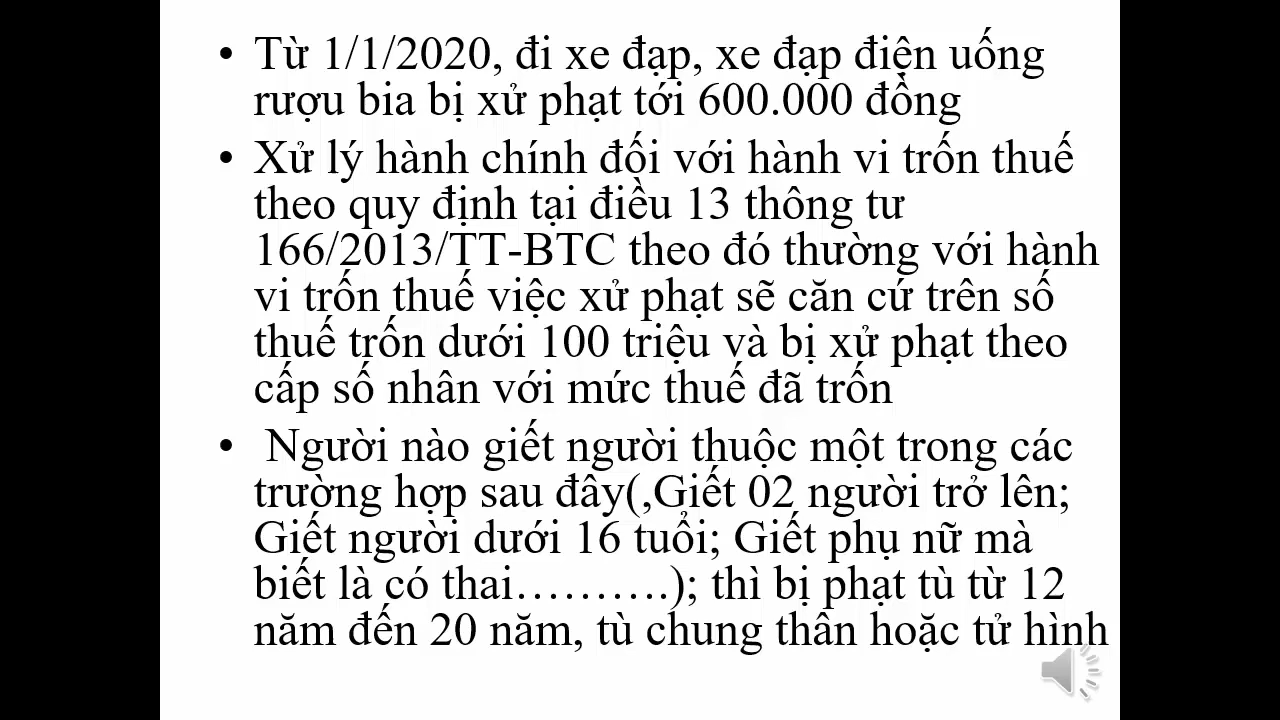 • Từ 1/1/2020, đi xe đạp, xe đạp điện uống
rượu bia bị xử phạt tới 600.000 đồng
• Xử lý hành chính đối với hành vi trốn thuế
theo quy định tại điều 13 thông tư
166/2013/TT-BTC theo đó thường với hành
vi trốn thuế việc xử phạt sẽ căn cứ trên số
thuế trốn dưới 100 triệu và bị xử phạt theo
cấp số nhân với mức thuế đã trốn
• Người nào giết người thuộc một trong các
trường hợp sau đây(,Giết 02 người trở lên;
Giết người dưới 16 tuổi; Giết phụ nữ mà
biết là có thai……….); thì bị phạt tù từ 12
năm đến 20 năm, tù chung thân hoặc tử hình